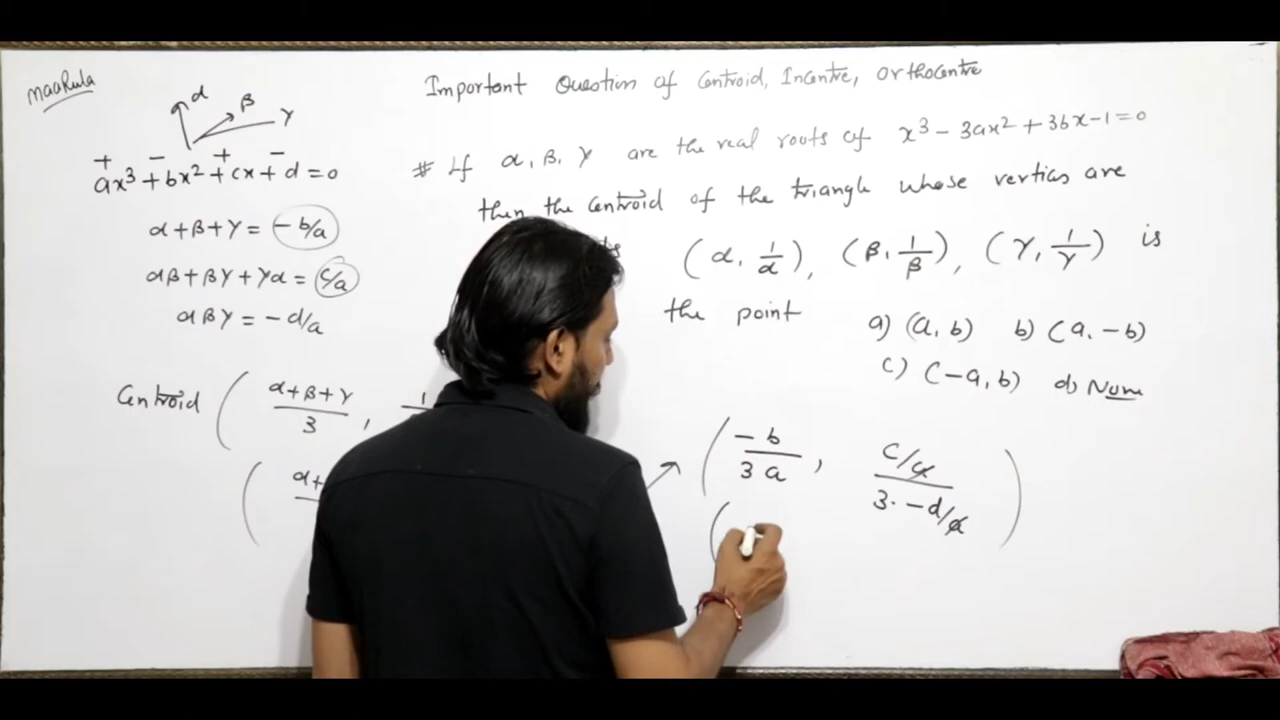 maaRula
Important Question of Centroid, Incentre, Orthocentre
α
β
γ
+ − + −
ax³ + bx² + cx + d = 0
α + β + γ = −b/a
αβ + βγ + γα = c/a
αβγ = −d/a
# If α, β, γ are the real roots of x³ − 3ax² + 3bx − 1 = 0
then the centroid of the triangle whose vertics are
(α, 1/α), (β, 1/β), (γ, 1/γ) is
the point a) (a, b) b) (a, −b)
c) (−a, b) d) None
Centroid ( α+β+γ / 3 , 1
( α+
→ ( −b / 3a , c/a / 3·−d/a )
(